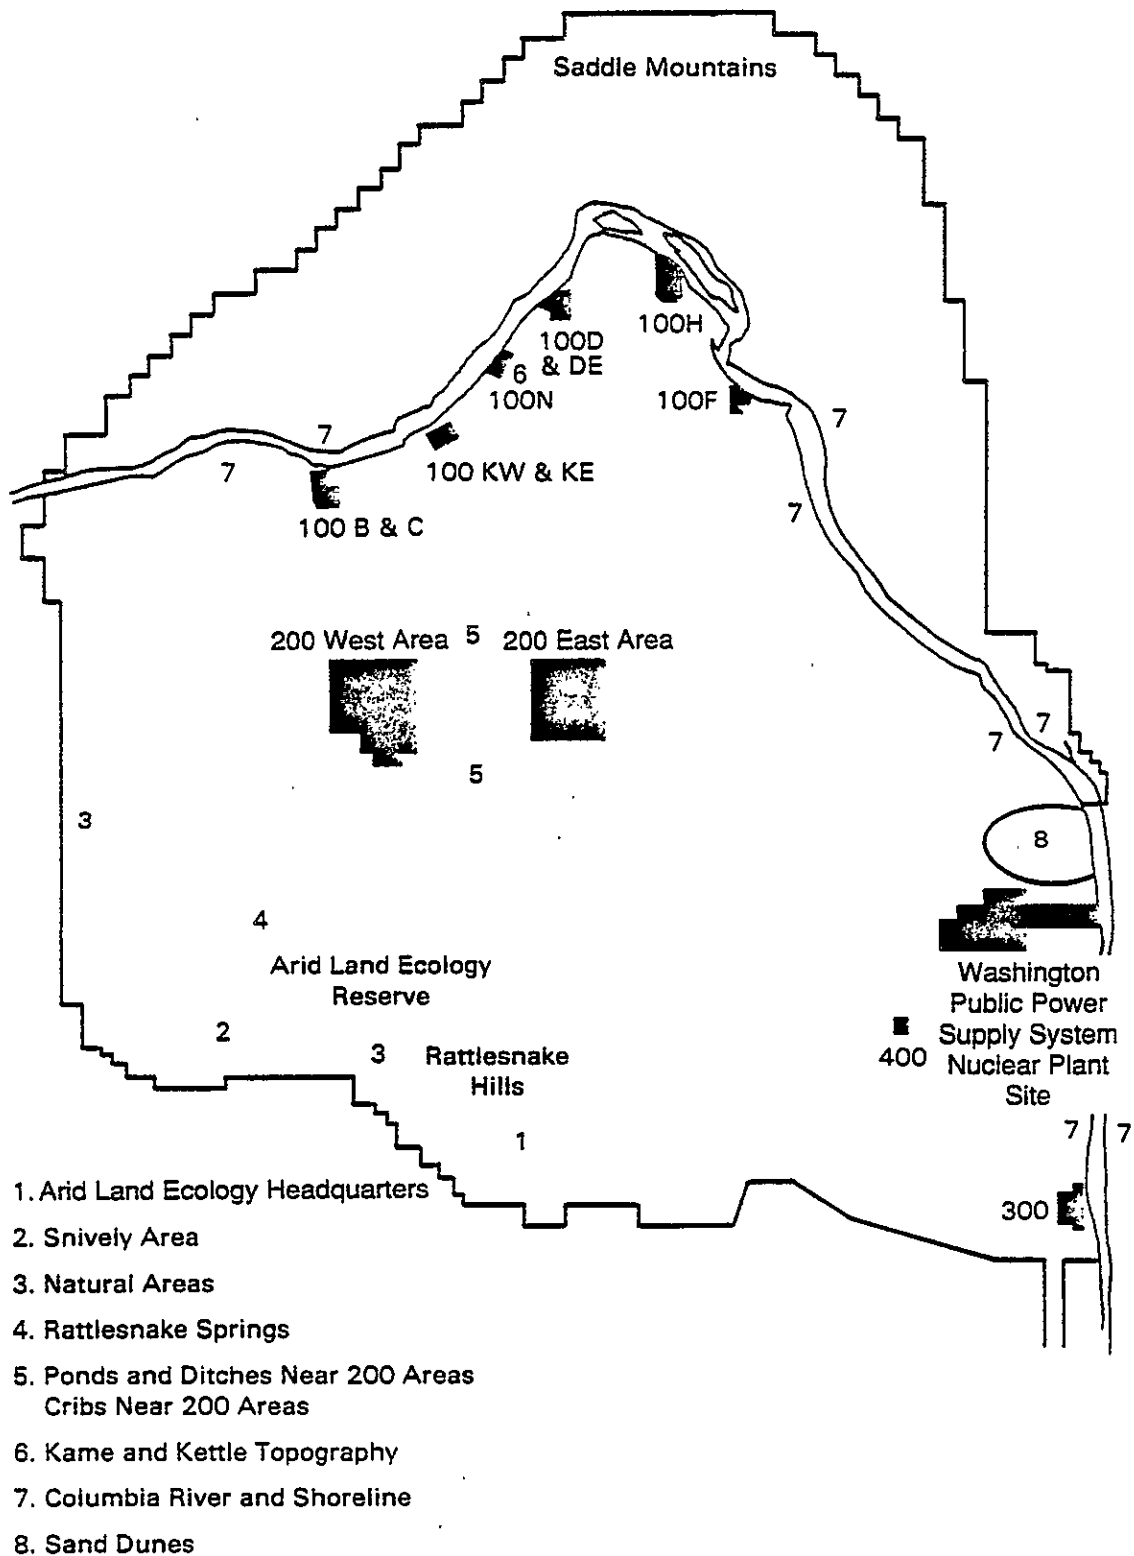 Saddle Mountains
100H
100D
& DE
6
100N
100F
7
7
7
100 KW & KE
7
100 B & C
200 West Area
5
200 East Area
7
7
5
3
8
4
Arid Land Ecology
Reserve
Washington
Public Power
Supply System
Nuclear Plant
Site
400
2
3
Rattlesnake
Hills
1
7
7
300
1. Arid Land Ecology Headquarters
2. Snively Area
3. Natural Areas
4. Rattlesnake Springs
5. Ponds and Ditches Near 200 Areas
Cribs Near 200 Areas
6. Kame and Kettle Topography
7. Columbia River and Shoreline
8. Sand Dunes